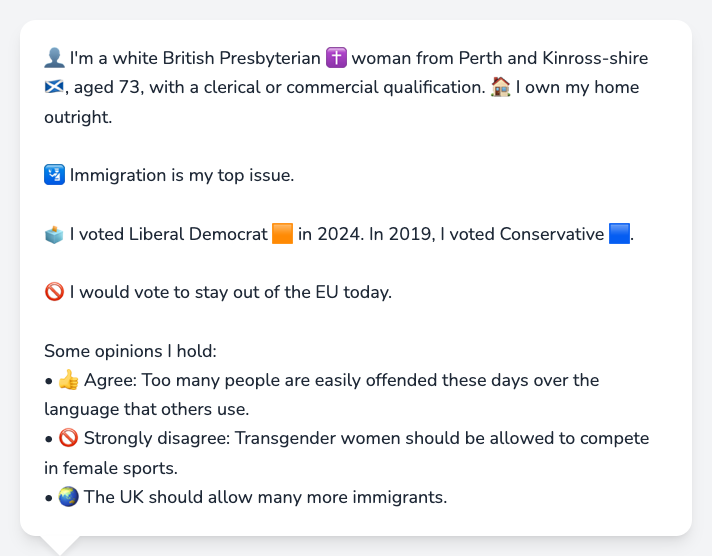 👤 I'm a white British Presbyterian ✝️ woman from Perth and Kinross-shire
🏴󠁧󠁢󠁳󠁣󠁴󠁿, aged 73, with a clerical or commercial qualification. 🏠 I own my home
outright.
🛂 Immigration is my top issue.
🗳️ I voted Liberal Democrat 🟧 in 2024. In 2019, I voted Conservative 🟦.
🚫 I would vote to stay out of the EU today.
Some opinions I hold:
• 👍 Agree: Too many people are easily offended these days over the
language that others use.
• 🚫 Strongly disagree: Transgender women should be allowed to compete
in female sports.
• 🌏 The UK should allow many more immigrants.